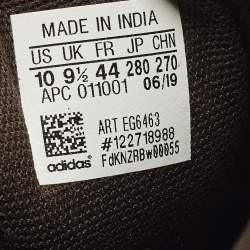 MADE IN INDIA
US UK FR JP CHN
10 9½ 44 280 270
APC 011001 06/19
ART EG6463
#122718988
adidas FdKNZRBw00055